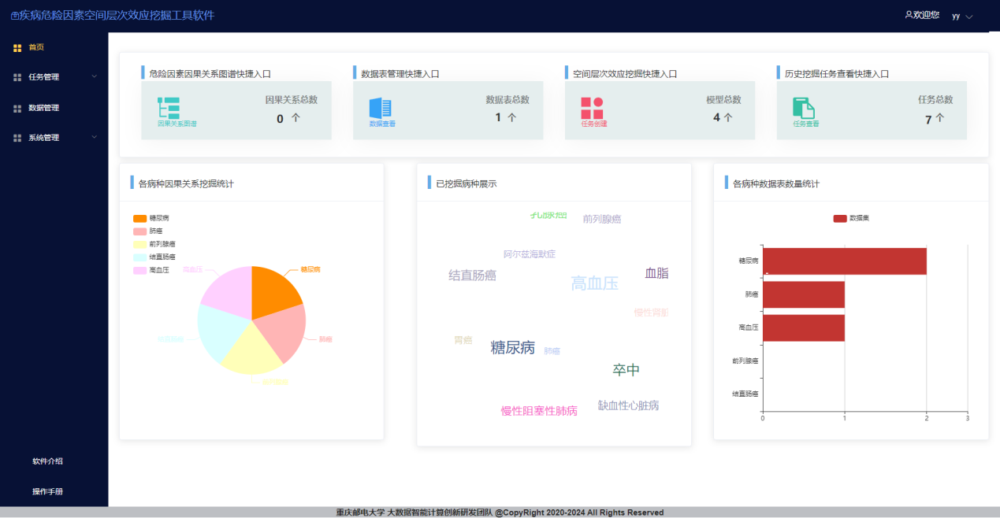 疾病危险因素空间层次效应挖掘工具软件
欢迎您 yy
首页
任务管理
数据管理
系统管理
软件介绍
操作手册
危险因素因果关系图谱快捷入口
因果关系图谱
因果关系总数
0 个
数据表管理快捷入口
数据查看
数据表总数
1 个
空间层次效应挖掘快捷入口
任务创建
模型总数
4 个
历史挖掘任务查看快捷入口
任务查看
任务总数
7 个
各病种因果关系挖掘统计
糖尿病
肺癌
前列腺癌
结直肠癌
高血压
高血压
糖尿病
结直肠癌
肺癌
前列腺癌
已挖掘病种展示
前列腺癌
阿尔兹海默症
结直肠癌
高血压
血脂
慢性肾脏
胃癌
糖尿病
肺癌
卒中
慢性阻塞性肺病
缺血性心脏病
各病种数据表数量统计
数据集
糖尿病
肺癌
高血压
前列腺癌
结直肠癌
0 1 2 3
重庆邮电大学 大数据智能计算创新研发团队 @CopyRight 2020-2024 All Rights Reserved